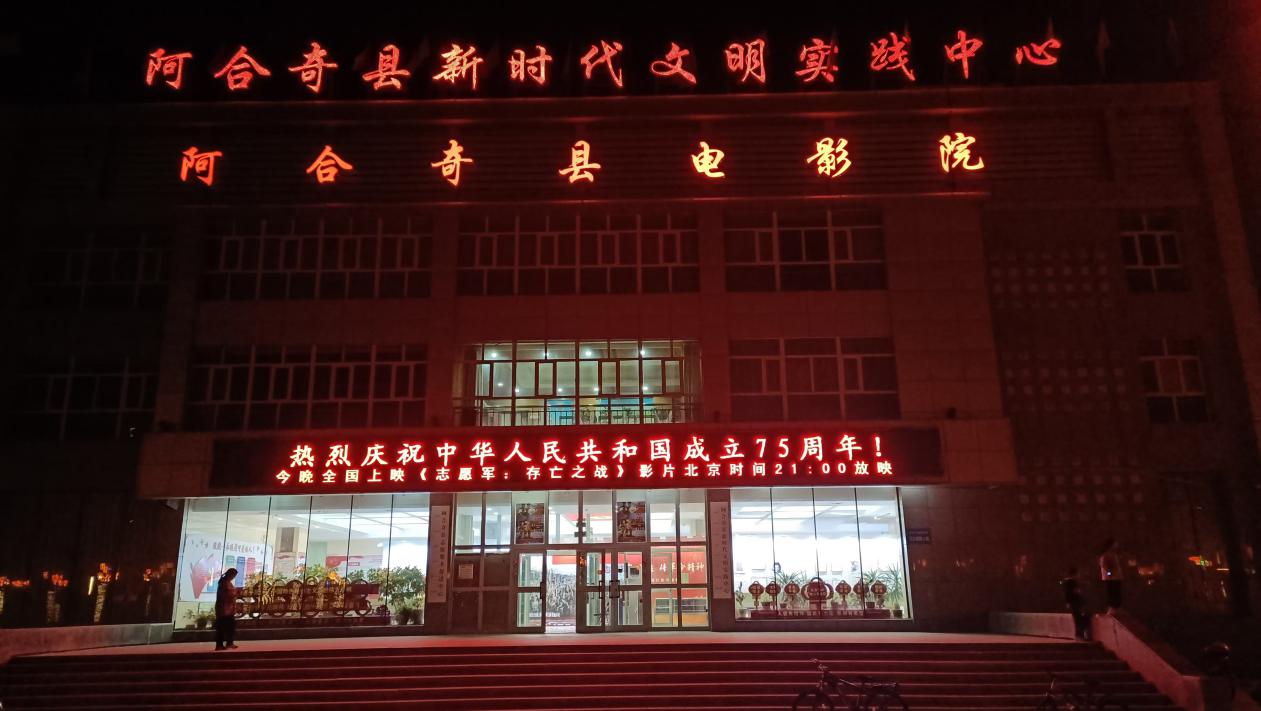 阿合奇县新时代文明实践中心
阿合奇县电影院
热烈庆祝中华人民共和国成立75周年!
今晚全国上映《志愿军：存亡之战》影片北京时间21:00放映